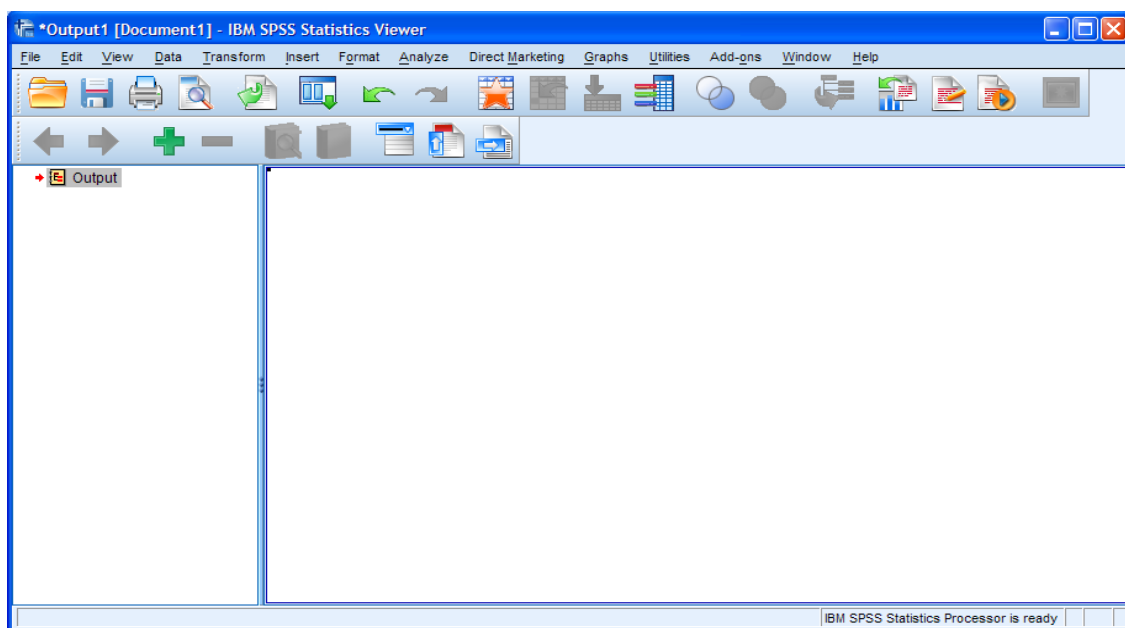 *Output1 [Document1] - IBM SPSS Statistics Viewer
File Edit View Data Transform Insert Format Analyze Direct Marketing Graphs Utilities Add-ons Window Help
Output
IBM SPSS Statistics Processor is ready